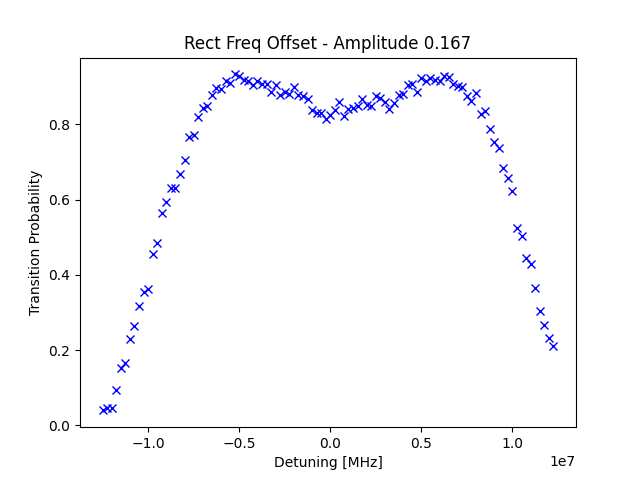 Rect Freq Offset - Amplitude 0.167
Transition Probability
0.8
0.6
0.4
0.2
0.0
−1.0 −0.5 0.0 0.5 1.0
1e7
Detuning [MHz]